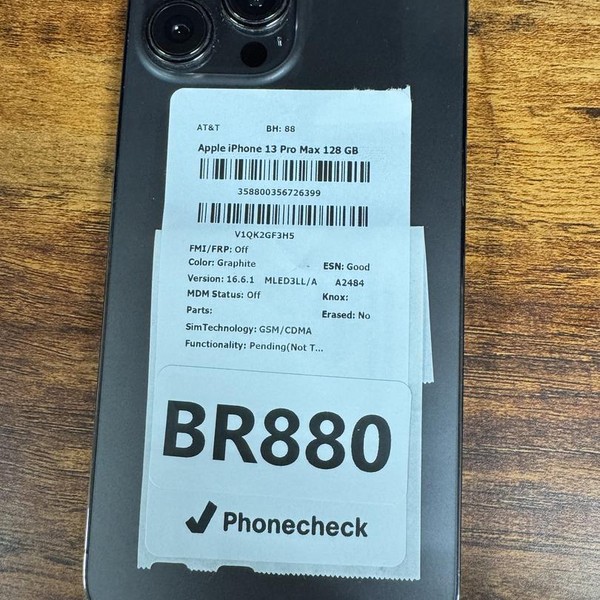 AT&T BH: 88
Apple iPhone 13 Pro Max 128 GB
358800356726399
V1QK2GF3H5
FMI/FRP: Off
Color: Graphite ESN: Good
Version: 16.6.1 MLED3LL/A A2484
MDM Status: Off Knox:
Parts: Erased: No
SimTechnology: GSM/CDMA
Functionality: Pending(Not T...
BR880
Phonecheck